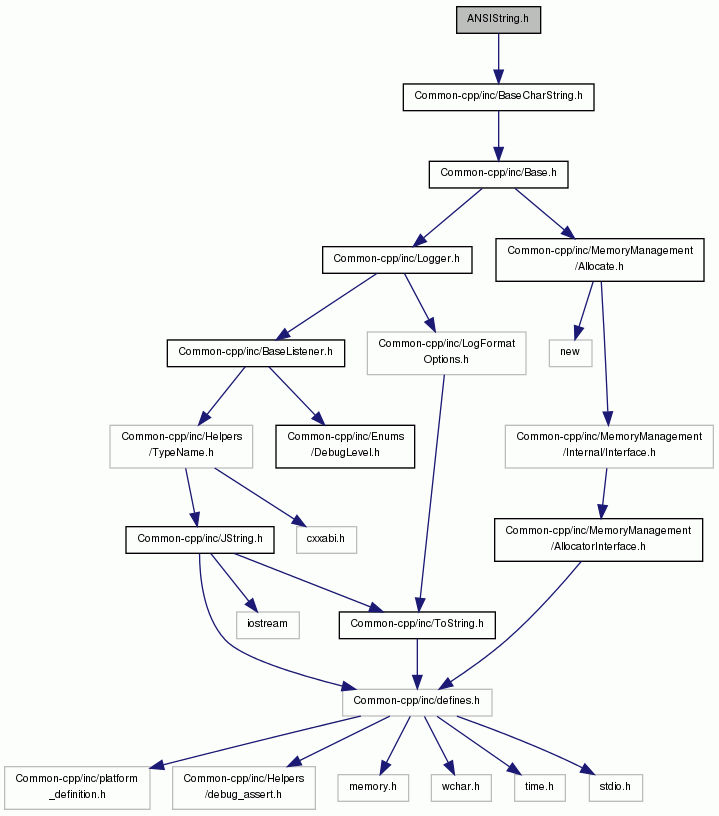 ANSIString.h
Common-cpp/inc/BaseCharString.h
Common-cpp/inc/Base.h
Common-cpp/inc/Logger.h
Common-cpp/inc/MemoryManagement
/Allocate.h
Common-cpp/inc/BaseListener.h
Common-cpp/inc/LogFormat
Options.h
new
Common-cpp/inc/Helpers
/TypeName.h
Common-cpp/inc/Enums
/DebugLevel.h
Common-cpp/inc/MemoryManagement
/Internal/Interface.h
Common-cpp/inc/JString.h
cxxabi.h
Common-cpp/inc/MemoryManagement
/AllocatorInterface.h
iostream
Common-cpp/inc/ToString.h
Common-cpp/inc/defines.h
Common-cpp/inc/platform
_definition.h
Common-cpp/inc/Helpers
/debug_assert.h
memory.h
wchar.h
time.h
stdio.h